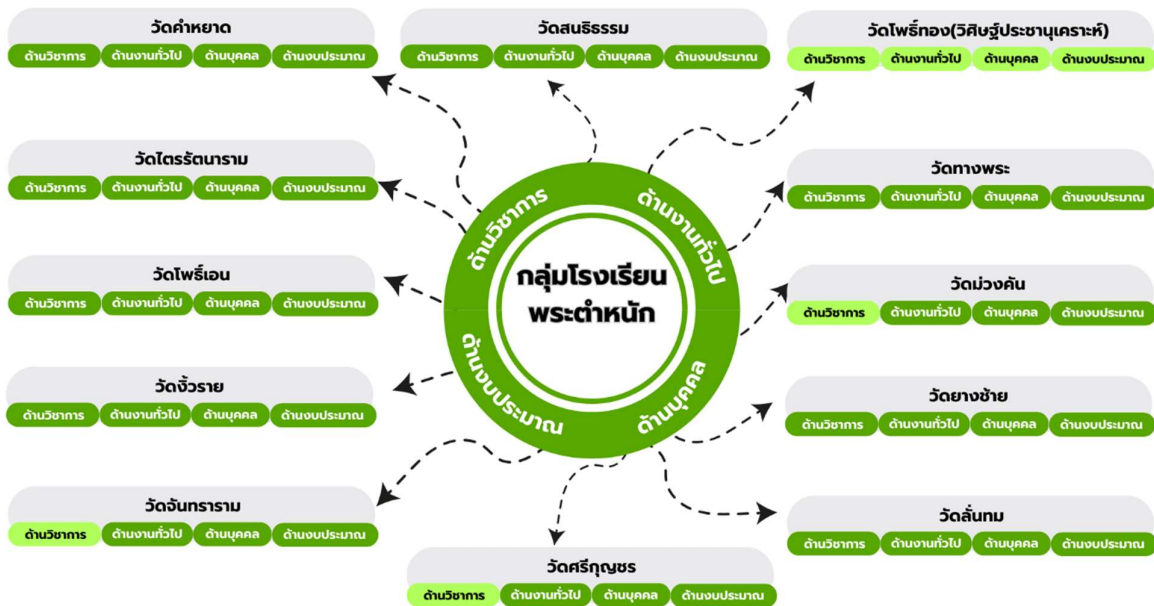 วัดคำหยาด
ด้านวิชาการ ด้านงานทั่วไป ด้านบุคคล ด้านงบประมาณ
วัดสนธิธรรม
ด้านวิชาการ ด้านงานทั่วไป ด้านบุคคล ด้านงบประมาณ
วัดโพธิ์ทอง(วิศิษฐ์ประชานุเคราะห์)
ด้านวิชาการ ด้านงานทั่วไป ด้านบุคคล ด้านงบประมาณ
วัดไตรรัตนาราม
ด้านวิชาการ ด้านงานทั่วไป ด้านบุคคล ด้านงบประมาณ
วัดทางพระ
ด้านวิชาการ ด้านงานทั่วไป ด้านบุคคล ด้านงบประมาณ
วัดโพธิ์เอน
ด้านวิชาการ ด้านงานทั่วไป ด้านบุคคล ด้านงบประมาณ
ด้านวิชาการ
ด้านงานทั่วไป
กลุ่มโรงเรียน
พระตำหนัก
ด้านงบประมาณ
ด้านบุคคล
วัดม่วงคัน
ด้านวิชาการ ด้านงานทั่วไป ด้านบุคคล ด้านงบประมาณ
วัดงิ้วราย
ด้านวิชาการ ด้านงานทั่วไป ด้านบุคคล ด้านงบประมาณ
วัดยางช้าย
ด้านวิชาการ ด้านงานทั่วไป ด้านบุคคล ด้านงบประมาณ
วัดจันทราราม
ด้านวิชาการ ด้านงานทั่วไป ด้านบุคคล ด้านงบประมาณ
วัดลั่นทม
ด้านวิชาการ ด้านงานทั่วไป ด้านบุคคล ด้านงบประมาณ
วัดศรีกุญชร
ด้านวิชาการ ด้านงานทั่วไป ด้านบุคคล ด้านงบประมาณ